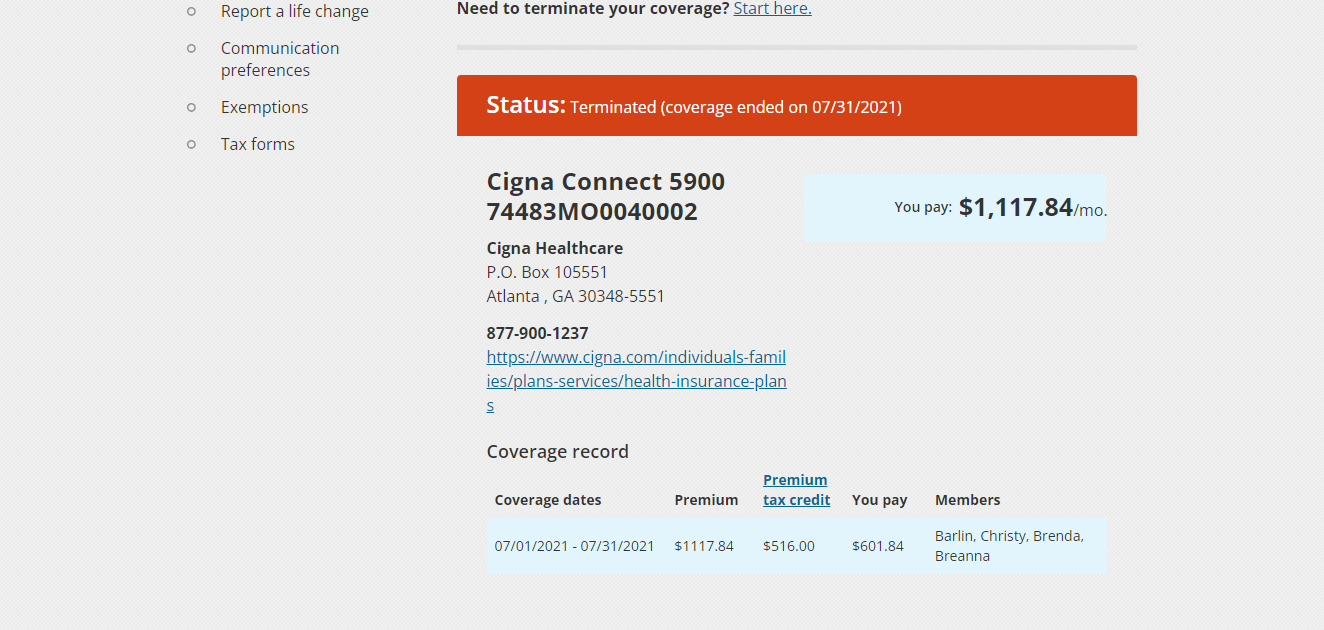 Report a life change
Communication
preferences
Exemptions
Tax forms
Need to terminate your coverage? Start here.
Status: Terminated (coverage ended on 07/31/2021)
Cigna Connect 5900
74483MO0040002
You pay: $1,117.84/mo.
Cigna Healthcare
P.O. Box 105551
Atlanta , GA 30348-5551
877-900-1237
https://www.cigna.com/individuals-famil
ies/plans-services/health-insurance-plan
s
Coverage record
Coverage dates Premium Premium tax credit You pay Members
07/01/2021 - 07/31/2021 $1117.84 $516.00 $601.84 Barlin, Christy, Brenda,
Breanna